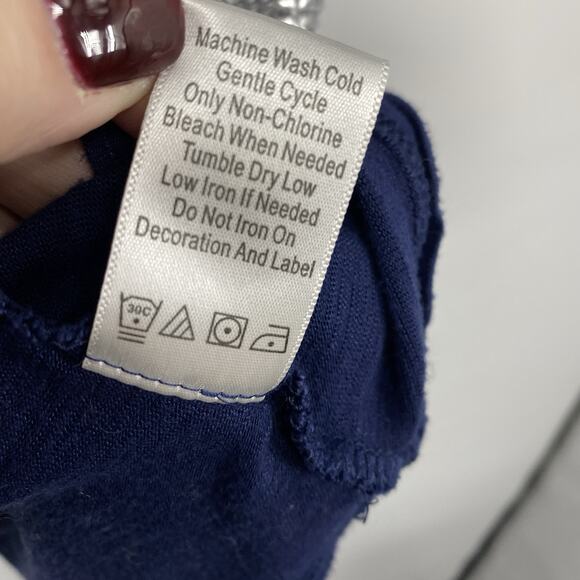 Machine Wash Cold
Gentle Cycle
Only Non-Chlorine
Bleach When Needed
Tumble Dry Low
Low Iron If Needed
Do Not Iron On
Decoration And Label
30C